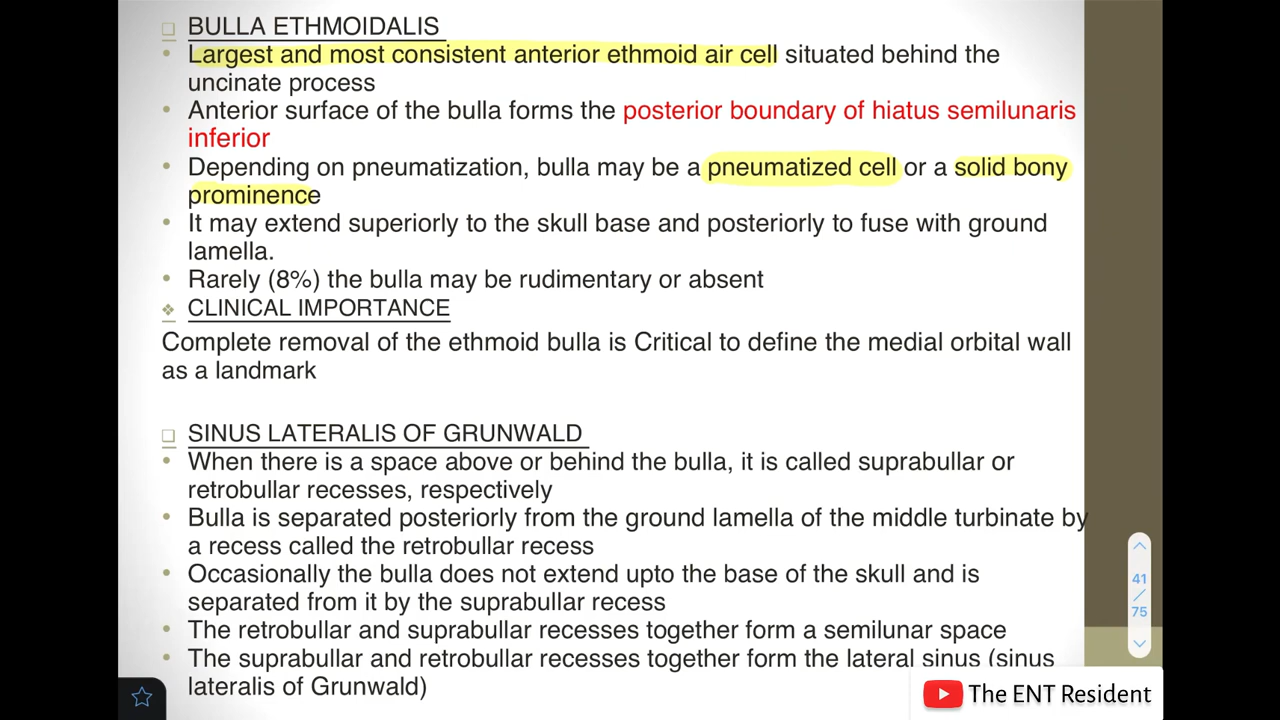 BULLA ETHMOIDALIS
Largest and most consistent anterior ethmoid air cell situated behind the
uncinate process
Anterior surface of the bulla forms the posterior boundary of hiatus semilunaris
inferior
Depending on pneumatization, bulla may be a pneumatized cell or a solid bony
prominence
It may extend superiorly to the skull base and posteriorly to fuse with ground
lamella.
Rarely (8%) the bulla may be rudimentary or absent
CLINICAL IMPORTANCE
Complete removal of the ethmoid bulla is Critical to define the medial orbital wall
as a landmark
SINUS LATERALIS OF GRUNWALD
When there is a space above or behind the bulla, it is called suprabullar or
retrobullar recesses, respectively
Bulla is separated posteriorly from the ground lamella of the middle turbinate by
a recess called the retrobullar recess
Occasionally the bulla does not extend upto the base of the skull and is
separated from it by the suprabullar recess
The retrobullar and suprabullar recesses together form a semilunar space
The suprabullar and retrobullar recesses together form the lateral sinus (sinus
lateralis of Grunwald)
41
/
75
The ENT Resident